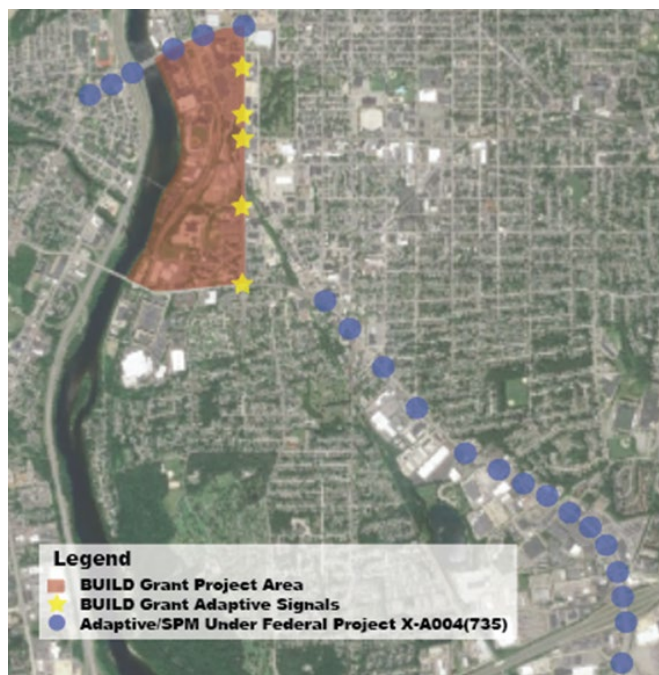 Legend
BUILD Grant Project Area
BUILD Grant Adaptive Signals
Adaptive/SPM Under Federal Project X-A004(735)